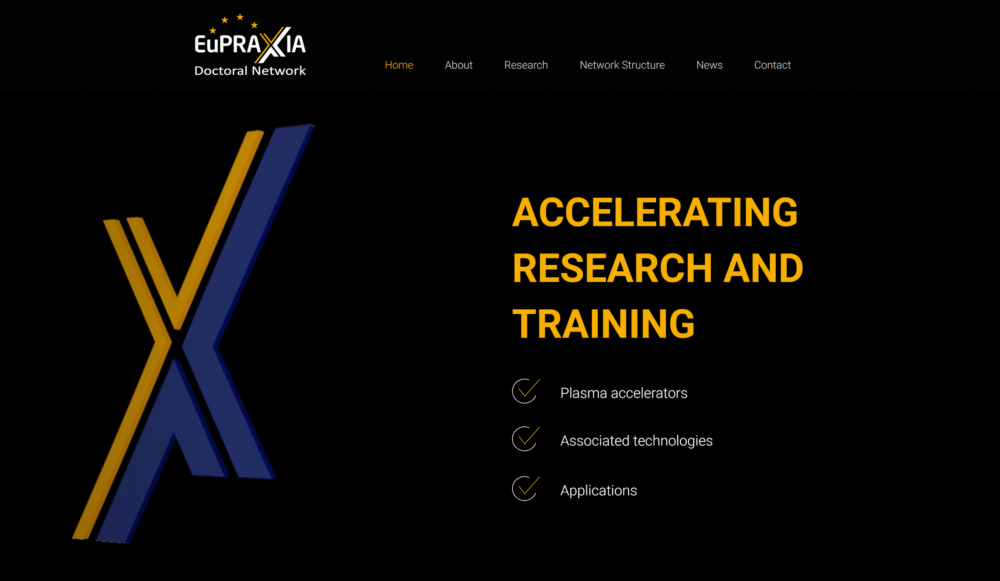 EuPRAXIA
Doctoral Network
Home
About
Research
Network Structure
News
Contact
ACCELERATING
RESEARCH AND
TRAINING
Plasma accelerators
Associated technologies
Applications